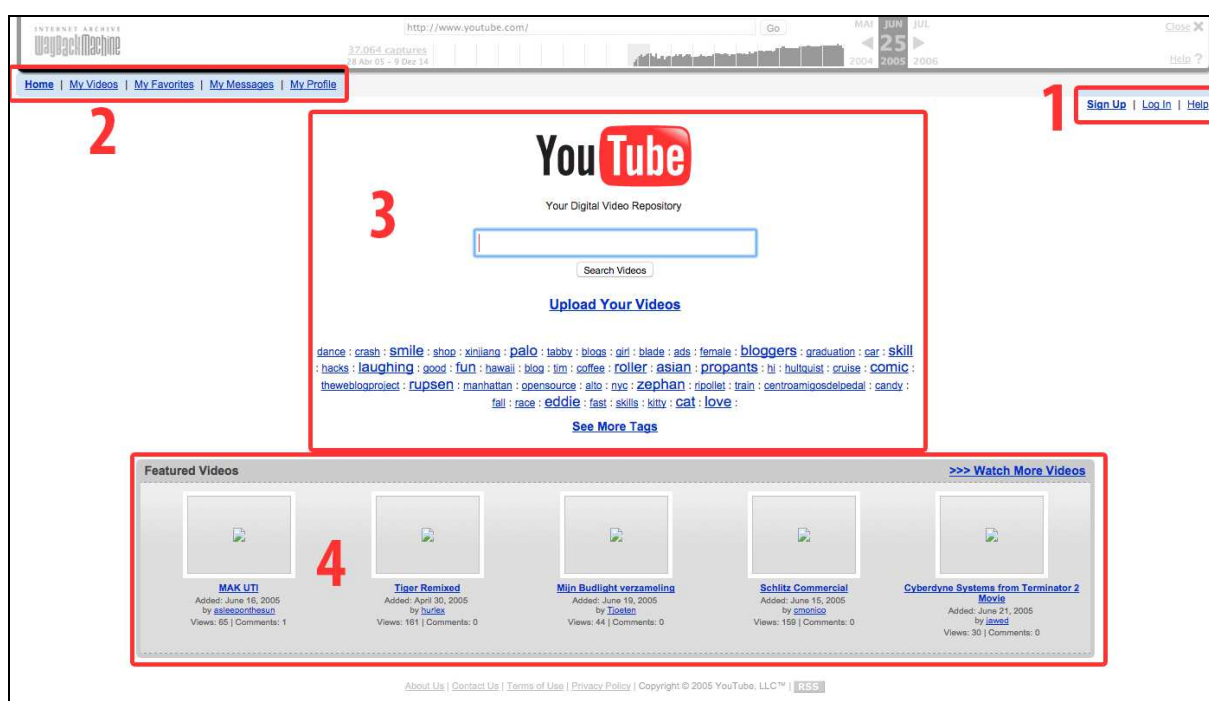 INTERNET ARCHIVE
WayBackMachine
http://www.youtube.com/
Go
37.064 captures
28 Abr 05 – 9 Dez 14
MAI JUN JUL
25
2004 2005 2006
Close X
Help ?
Home | My Videos | My Favorites | My Messages | My Profile
2
1
Sign Up | Log In | Help
YouTube
3
Your Digital Video Repository
Search Videos
Upload Your Videos
dance : crash : smile : shop : xinjiang : palo : tabby : blogs : girl : blade : ads : female : bloggers : graduation : car : skill
: hacks : laughing : good : fun : hawaii : blog : tim : coffee : roller : asian : propants : hi : hultquist : cruise : comic :
theweblogproject : rupsen : manhattan : opensource : alto : nyc : zephan : ripollet : train : centroamigosdelpedal : candy :
fall : race : eddie : fast : skills : kitty : cat : love :
See More Tags
Featured Videos
>>> Watch More Videos
4
MAK UTI
Added: June 16, 2005
by asleeponthesun
Views: 65 | Comments: 1
Tiger Remixed
Added: April 30, 2005
by hurlex
Views: 161 | Comments: 0
Mijn Budlight verzameling
Added: June 19, 2005
by Tjoeten
Views: 44 | Comments: 0
Schlitz Commercial
Added: June 15, 2005
by cmonico
Views: 159 | Comments: 0
Cyberdyne Systems from Terminator 2
Movie
Added: June 21, 2005
by jawed
Views: 30 | Comments: 0
About Us | Contact Us | Terms of Use | Privacy Policy | Copyright © 2005 YouTube, LLC™ | RSS